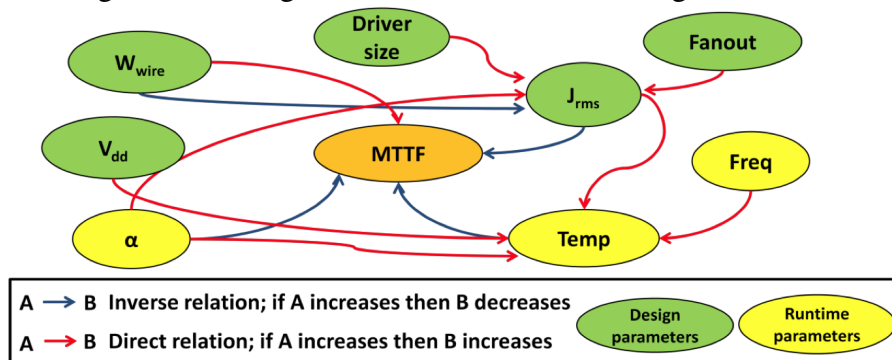 Driver
size
Fanout
W wire
J rms
V dd
MTTF
Freq
α
Temp
A → B Inverse relation; if A increases then B decreases
A → B Direct relation; if A increases then B increases
Design
parameters
Runtime
parameters